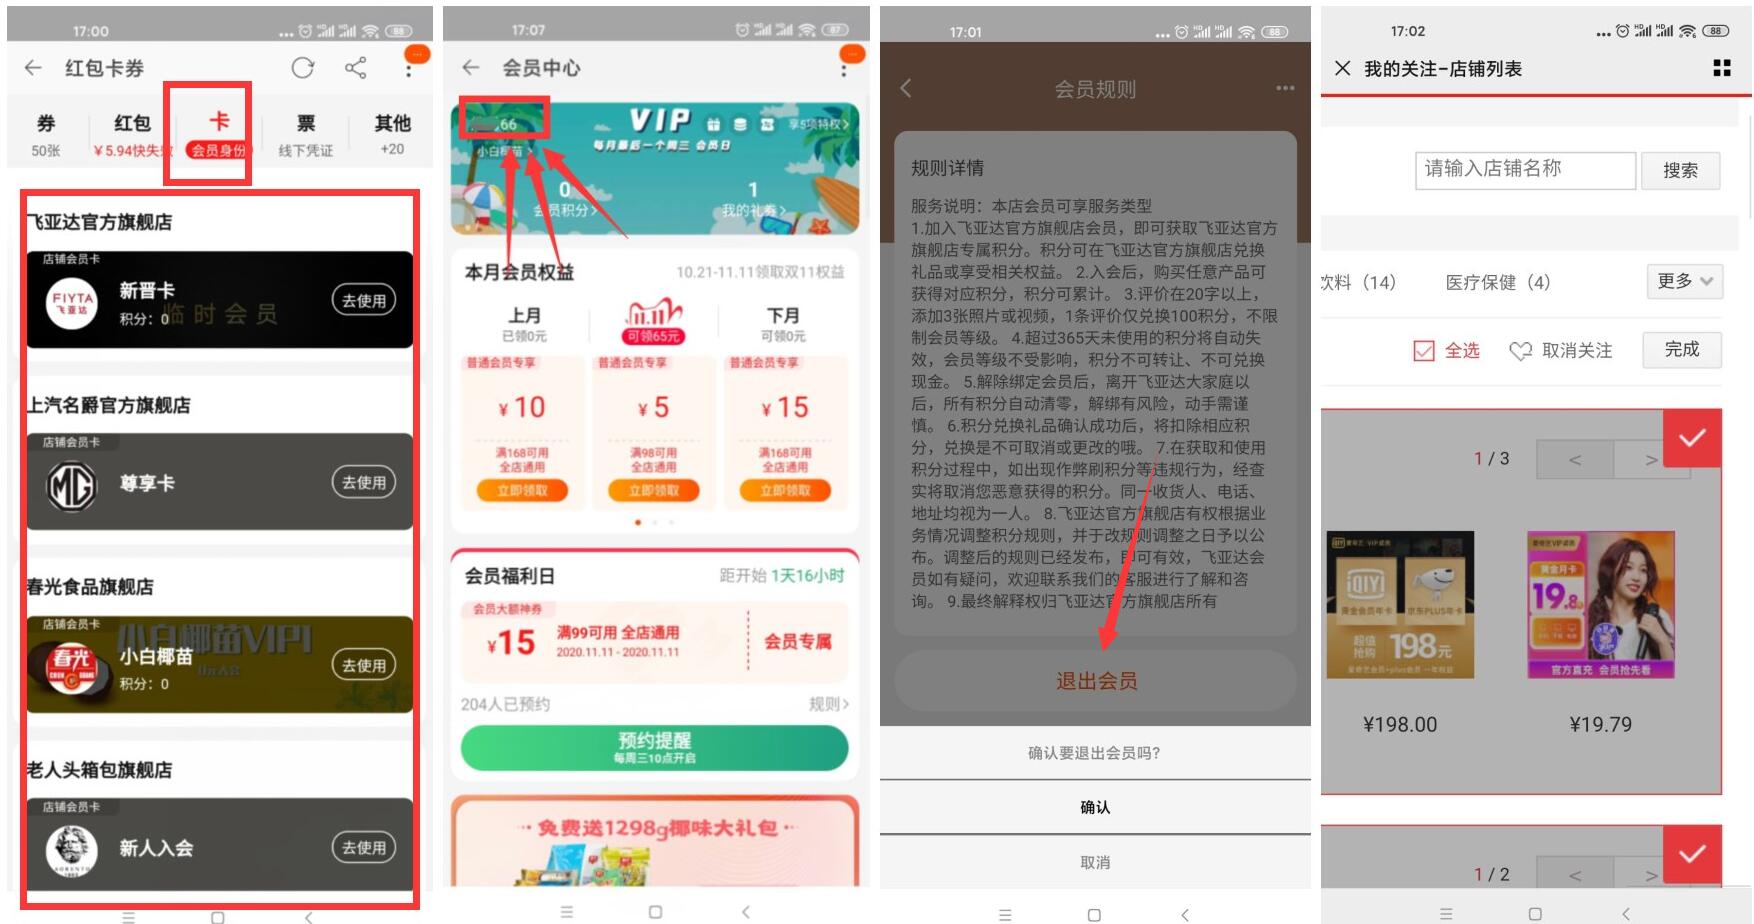 17:00
88
红包卡券
券
50张
红包
￥5.94快失效
卡
会员身份
票
线下凭证
其他
+20
飞亚达官方旗舰店
店铺会员卡
FIYTA
飞亚达
新晋卡
积分：0
临时会员
去使用
上汽名爵官方旗舰店
店铺会员卡
MG
尊享卡
去使用
春光食品旗舰店
店铺会员卡
春光
小白椰苗VIP1
小白椰苗
积分：0
去使用
老人头箱包旗舰店
店铺会员卡
新人入会
去使用
17:07
87
会员中心
66
小白椰苗
VIP
享5项特权
每月最后一个周三 会员日
0
会员积分
1
我的礼券
本月会员权益
10.21-11.11领取双11权益
上月
已领0元
11.11
可领65元
下月
可领0元
普通会员专享
￥10
满168可用
全店通用
立即领取
普通会员专享
￥5
满98可用
全店通用
立即领取
普通会员专享
￥15
满168可用
全店通用
立即领取
会员福利日
距开始 1天16小时
会员大额神券
￥15
满99可用 全店通用
2020.11.11 - 2020.11.11
会员专属
204人已预约
规则
预约提醒
每周三10点开启
免费送1298g椰味大礼包
17:01
88
会员规则
规则详情
服务说明：本店会员可享服务类型
1.加入飞亚达官方旗舰店会员，即可获取飞亚达官方
旗舰店专属积分。积分可在飞亚达官方旗舰店兑换
礼品或享受相关权益。 2.入会后，购买任意产品可
获得对应积分，积分可累计。 3.评价在20字以上，
添加3张照片或视频，1条评价仅兑换100积分，不限
制会员等级。 4.超过365天未使用的积分将自动失
效，会员等级不受影响，积分不可转让、不可兑换
现金。 5.解除绑定会员后，离开飞亚达大家庭以
后，所有积分自动清零，解绑有风险，动手需谨
慎。 6.积分兑换礼品确认成功后，将扣除相应积
分，兑换是不可取消或更改的哦。 7.在获取和使用
积分过程中，如出现作弊刷积分等违规行为，经查
实将取消您恶意获得的积分。同一收货人、电话、
地址均视为一人。 8.飞亚达官方旗舰店有权根据业
务情况调整积分规则，并于改规则调整之日予以公
布。调整后的规则已经发布，即可有效，飞亚达会
员如有疑问，欢迎联系我们的客服进行了解和咨
询。 9.最终解释权归飞亚达官方旗舰店所有
退出会员
确认要退出会员吗？
确认
取消
17:02
88
我的关注-店铺列表
请输入店铺名称
搜索
饮料（14）
医疗保健（4）
更多
全选
取消关注
完成
1 / 3
<
>
iQIYI
黄金会员年卡
京东PLUS年卡
超值
抢购
198元
爱奇艺会员+plus会员 一年权益
¥198.00
爱奇艺VIP会员
黄金月卡
19.8
官方直充 会员抢先看
¥19.79
1 / 2
<
>